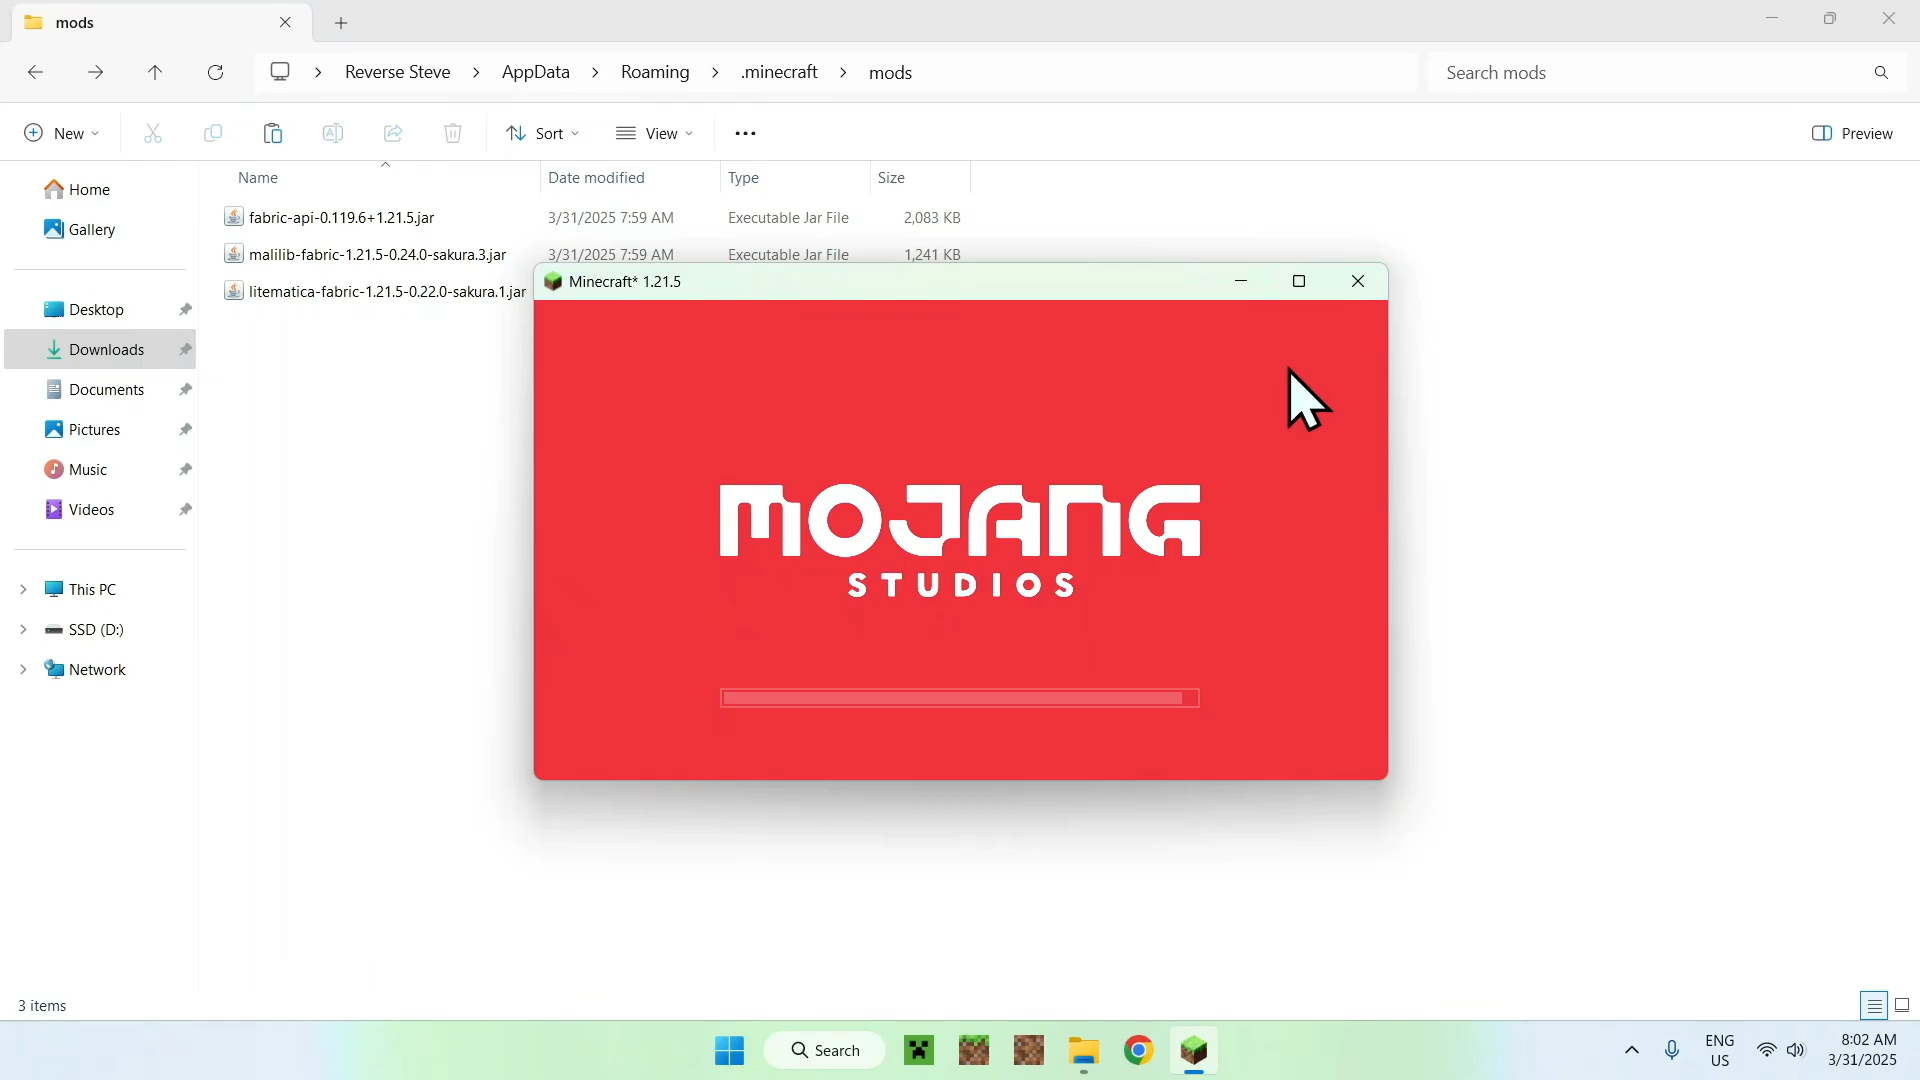 mods
Reverse Steve
AppData
Roaming
.minecraft
mods
Search mods
New
Sort
View
Preview
Name
Date modified
Type
Size
fabric-api-0.119.6+1.21.5.jar
3/31/2025 7:59 AM
Executable Jar File
2,083 KB
malilib-fabric-1.21.5-0.24.0-sakura.3.jar
3/31/2025 7:59 AM
Executable Jar File
1,241 KB
litematica-fabric-1.21.5-0.22.0-sakura.1.jar
Home
Gallery
Desktop
Downloads
Documents
Pictures
Music
Videos
This PC
SSD (D:)
Network
Minecraft* 1.21.5
MOJANG
STUDIOS
3 items
Search
ENG
US
8:02 AM
3/31/2025